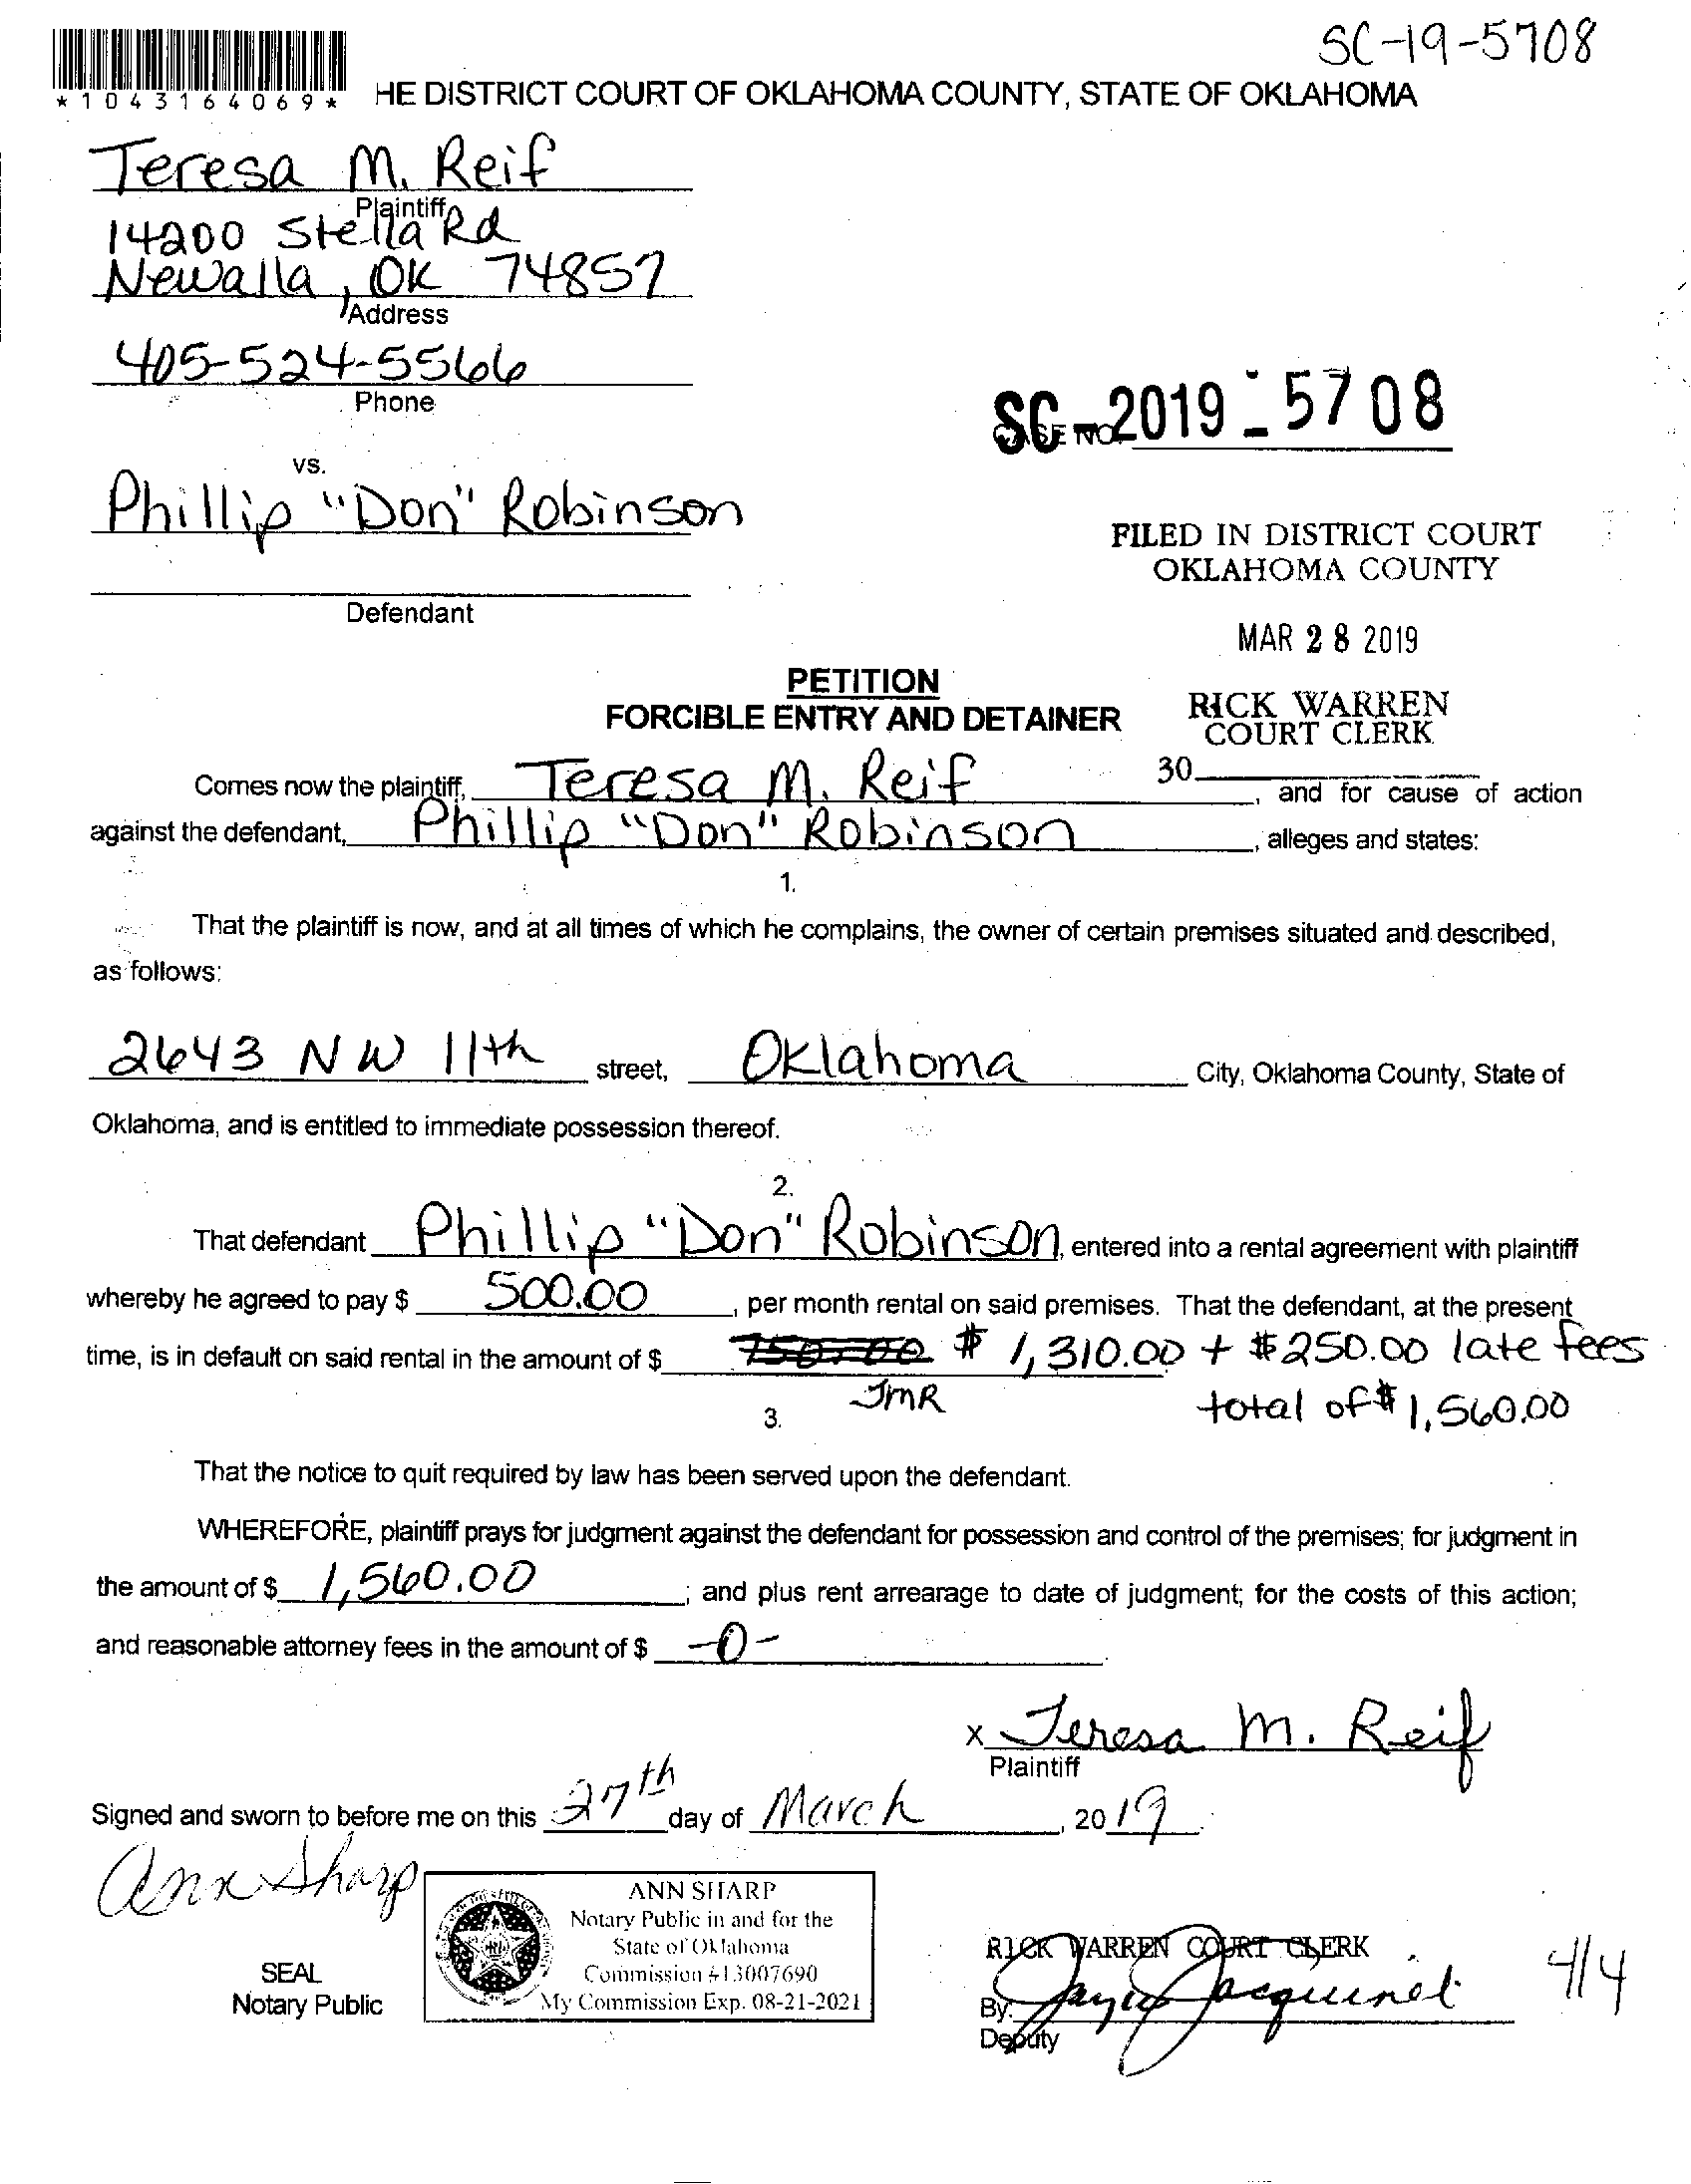 SC-19-5708
*1043164069*
HE DISTRICT COURT OF OKLAHOMA COUNTY, STATE OF OKLAHOMA
Teresa M. Reif
Plaintiff
14200 Stella Rd
Newalla, OK 74857
Address
405-524-5566
Phone
SC-2019-5708
CASE NO.
vs.
Phillip "Don" Robinson
FILED IN DISTRICT COURT
OKLAHOMA COUNTY
Defendant
MAR 28 2019
PETITION
FORCIBLE ENTRY AND DETAINER
RICK WARREN
COURT CLERK
30
Comes now the plaintiff, Teresa M. Reif, and for cause of action
against the defendant, Phillip "Don" Robinson, alleges and states:
1.
That the plaintiff is now, and at all times of which he complains, the owner of certain premises situated and described,
as follows:
2643 NW 11th street, Oklahoma City, Oklahoma County, State of
Oklahoma, and is entitled to immediate possession thereof.
2.
That defendant Phillip "Don" Robinson, entered into a rental agreement with plaintiff
whereby he agreed to pay $ 500.00, per month rental on said premises. That the defendant, at the present
time, is in default on said rental in the amount of $ 750.00 $ 1,310.00 + $250.00 late fees
JMR total of $ 1,560.00
3.
That the notice to quit required by law has been served upon the defendant.
WHEREFORE, plaintiff prays for judgment against the defendant for possession and control of the premises; for judgment in
the amount of $ 1,560.00; and plus rent arrearage to date of judgment; for the costs of this action;
and reasonable attorney fees in the amount of $ -0-.
x Teresa M. Reif
Plaintiff
Signed and sworn to before me on this 27th day of March, 2019.
Ann Sharp
ANN SHARP
Notary Public in and for the
State of Oklahoma
Commission #13007690
My Commission Exp. 08-21-2021
SEAL
Notary Public
RICK WARREN COURT CLERK
By: Jacquinet
Deputy
4/4